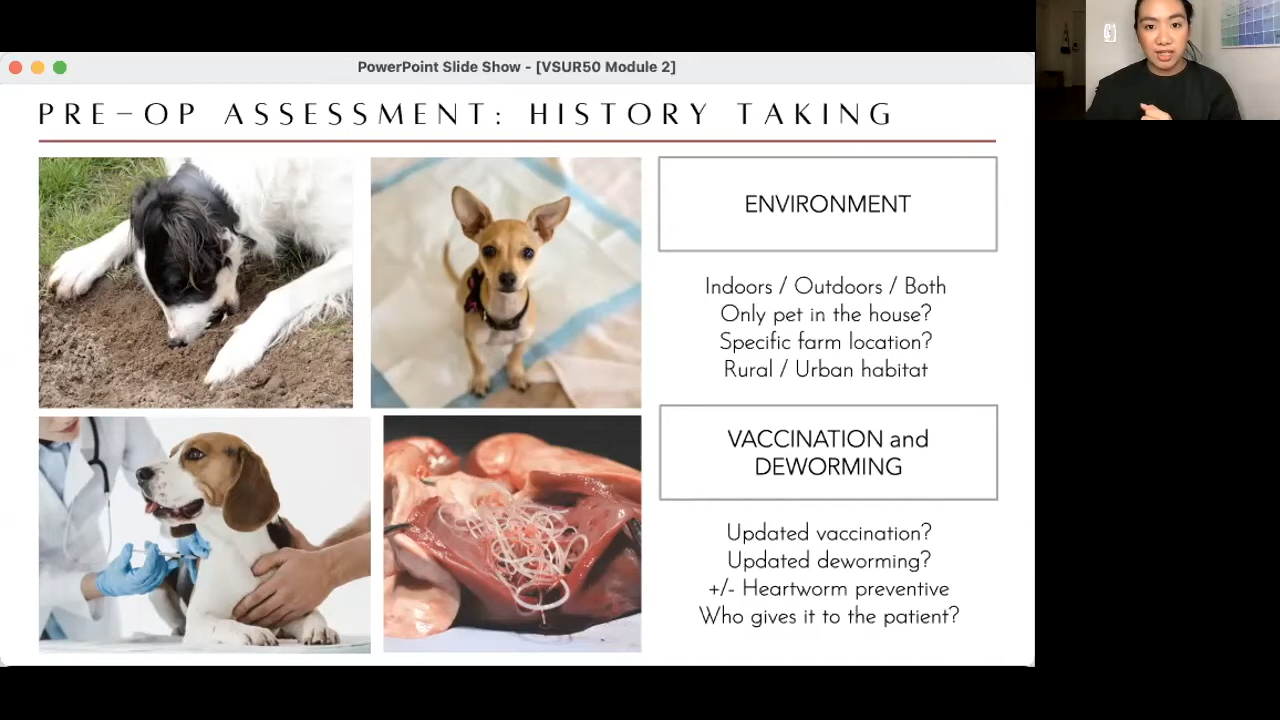 PowerPoint Slide Show - [VSUR50 Module 2]
PRE-OP ASSESSMENT: HISTORY TAKING
ENVIRONMENT
Indoors / Outdoors / Both
Only pet in the house?
Specific farm location?
Rural / Urban habitat
VACCINATION and
DEWORMING
Updated vaccination?
Updated deworming?
+/- Heartworm preventive
Who gives it to the patient?